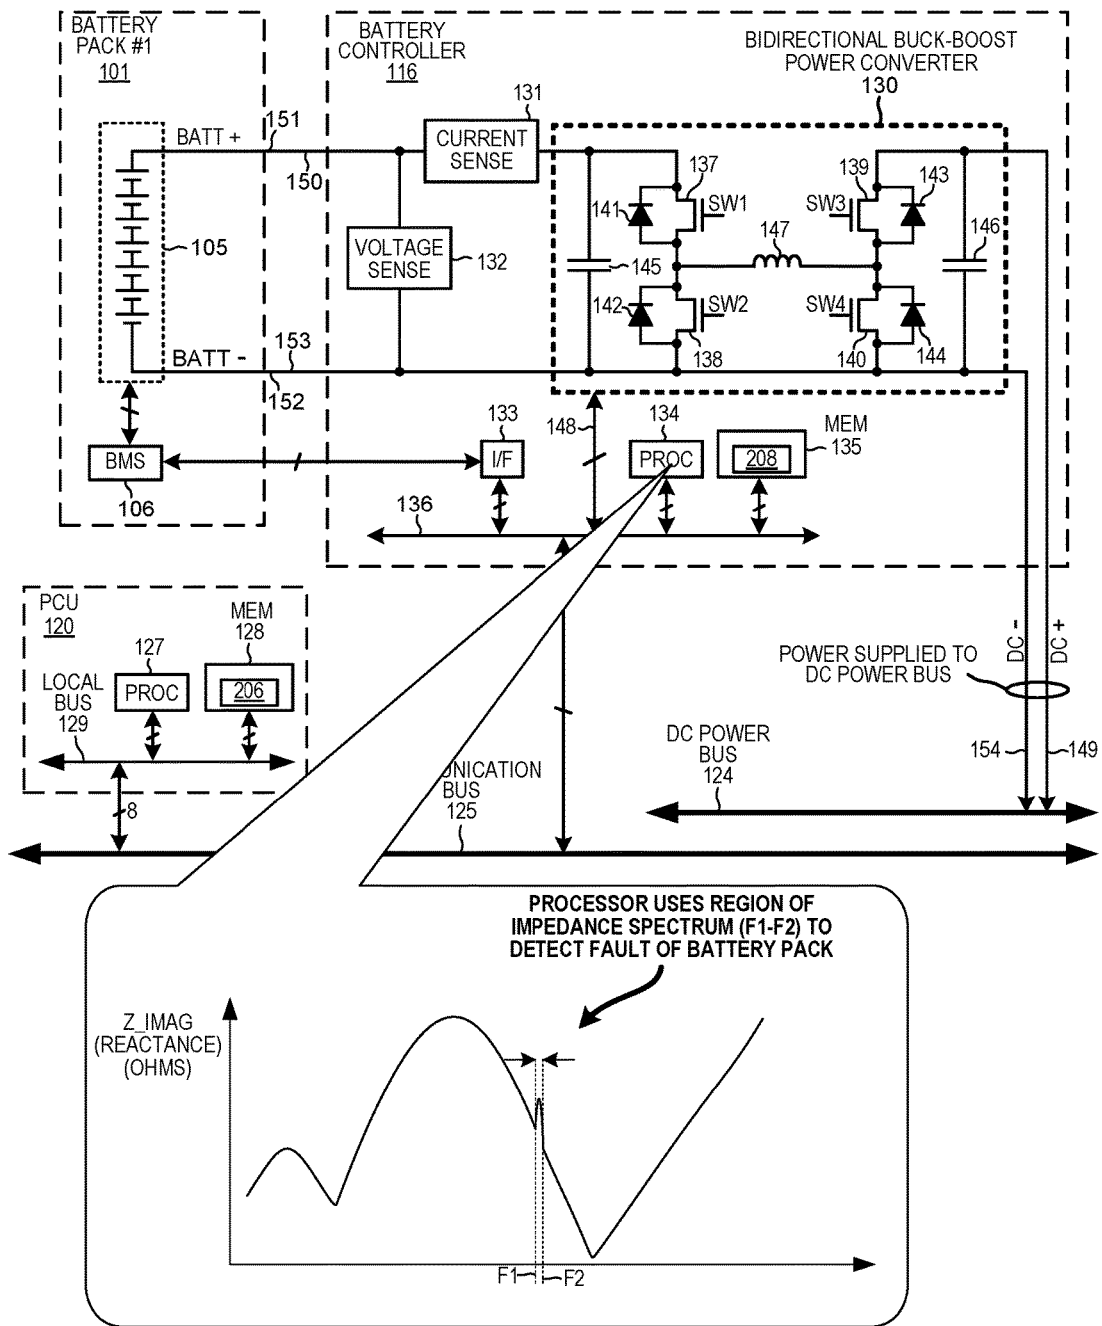 BATTERY
PACK #1
101
BATTERY
CONTROLLER
116
BIDIRECTIONAL BUCK-BOOST
POWER CONVERTER
130
131
CURRENT
SENSE
BATT +
151
150
105
VOLTAGE
SENSE
132
137
139
143
141
SW1
SW3
147
145
146
142
SW2
SW4
138
140
144
BATT -
153
152
148
133
134
MEM
135
BMS
I/F
PROC
208
106
136
PCU
120
MEM
128
127
LOCAL
BUS
129
PROC
206
8
DC -
DC +
POWER SUPPLIED TO
DC POWER BUS
DC POWER
BUS
124
154
149
UNICATION
BUS
125
PROCESSOR USES REGION OF
IMPEDANCE SPECTRUM (F1-F2) TO
DETECT FAULT OF BATTERY PACK
Z_IMAG
(REACTANCE)
(OHMS)
F1
F2